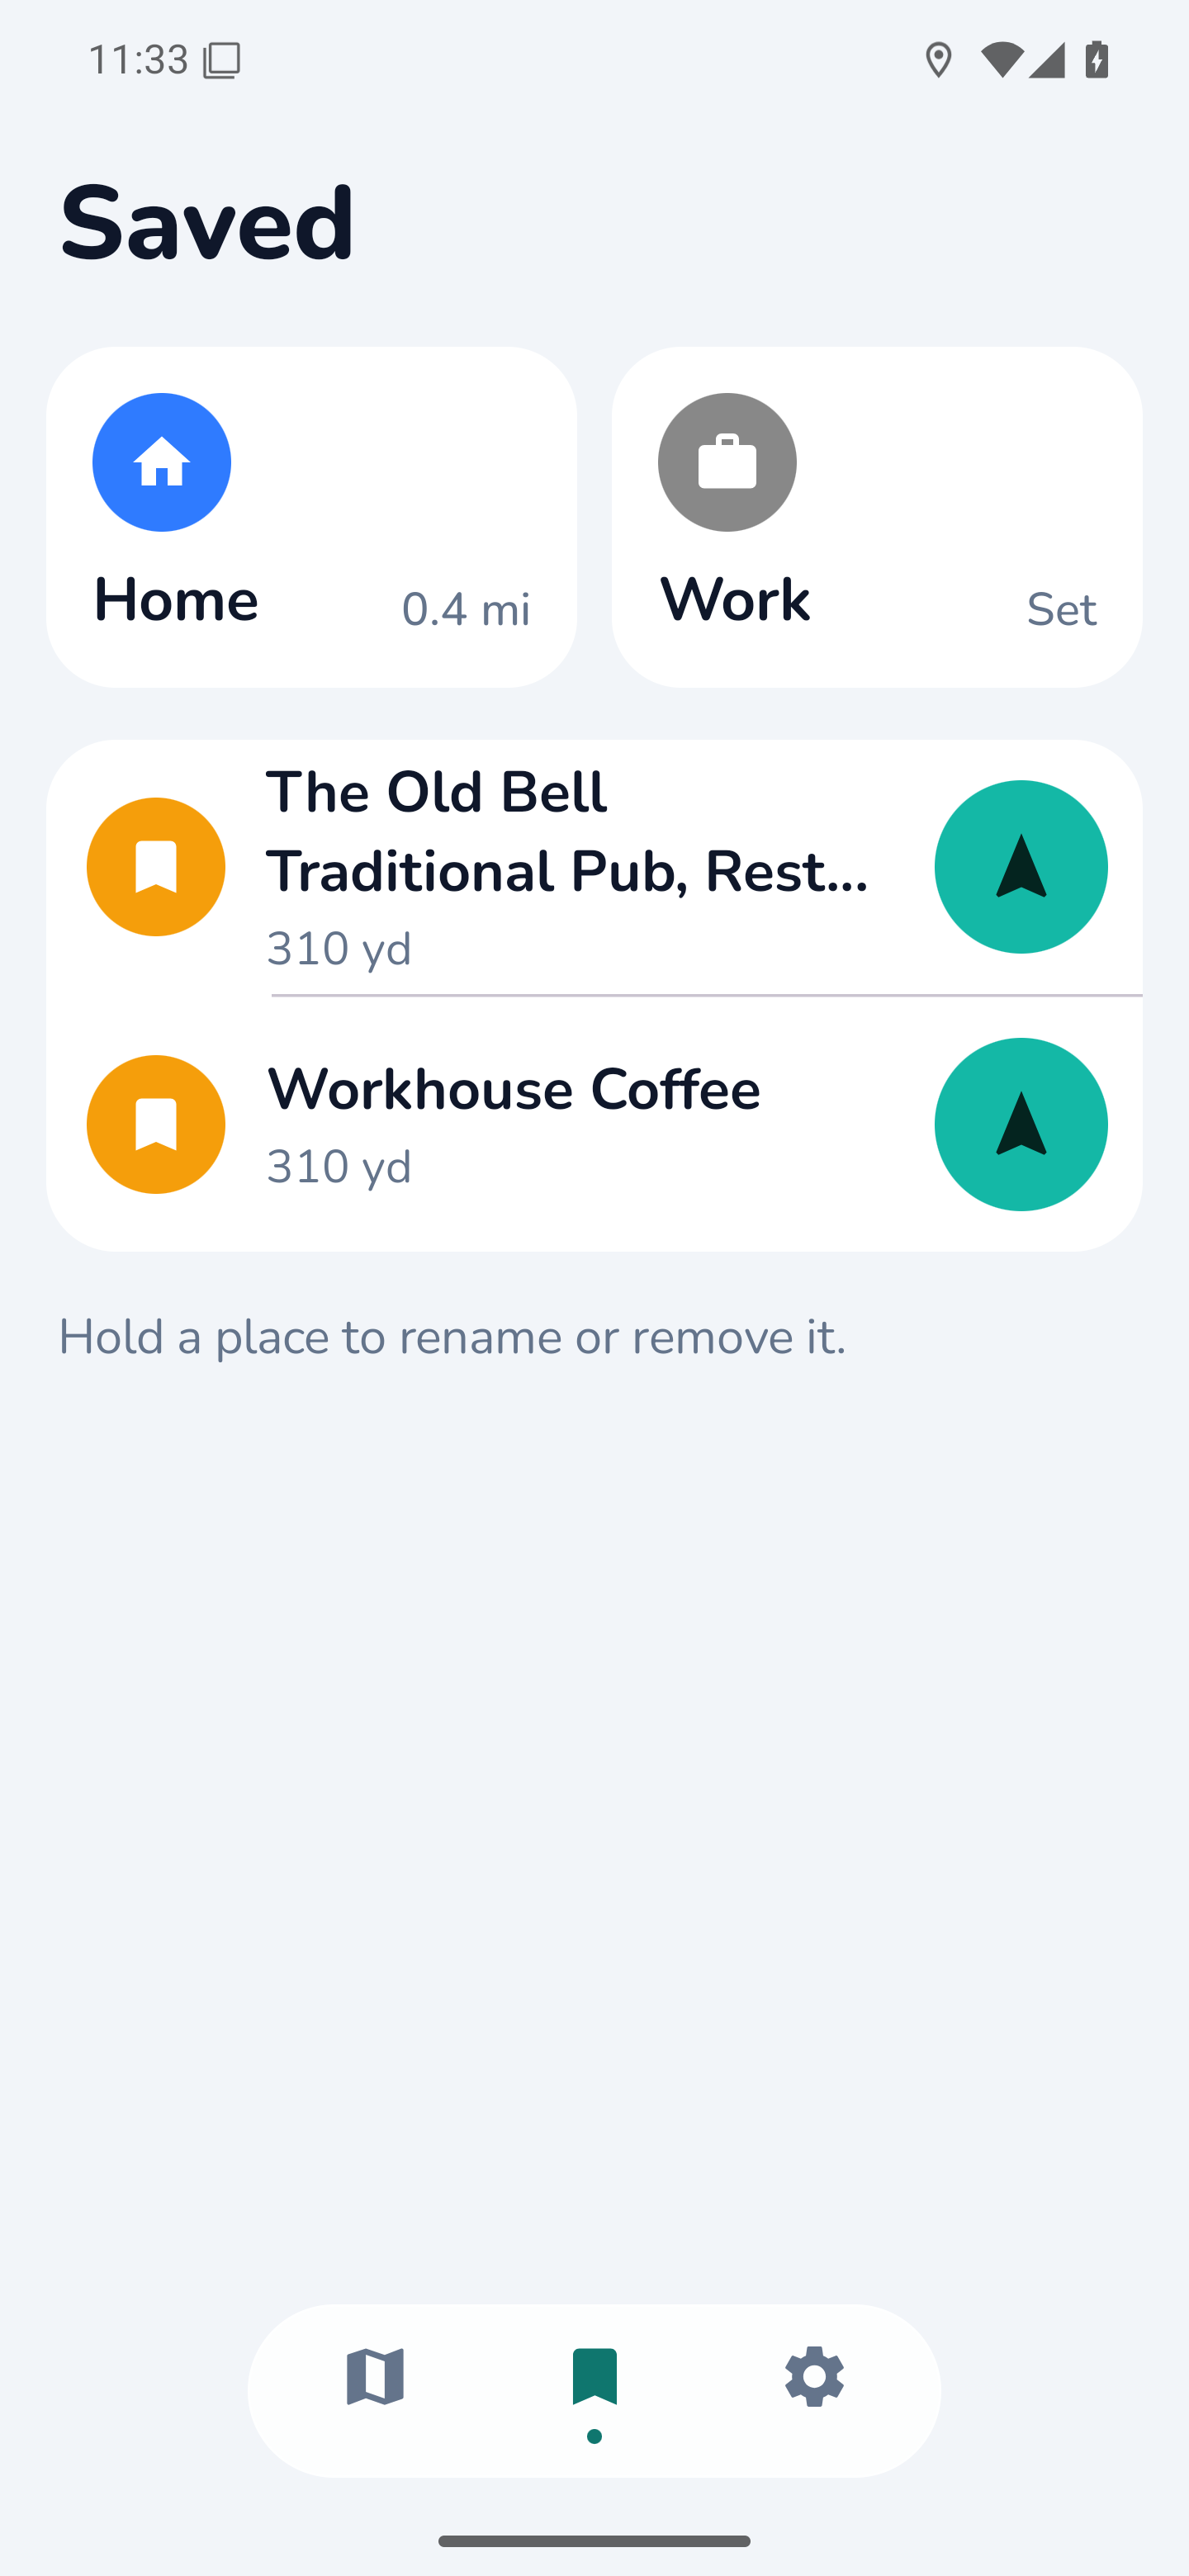 11:33
Saved
Home 0.4 mi
Work Set
The Old Bell
Traditional Pub, Rest...
310 yd
Workhouse Coffee
310 yd
Hold a place to rename or remove it.